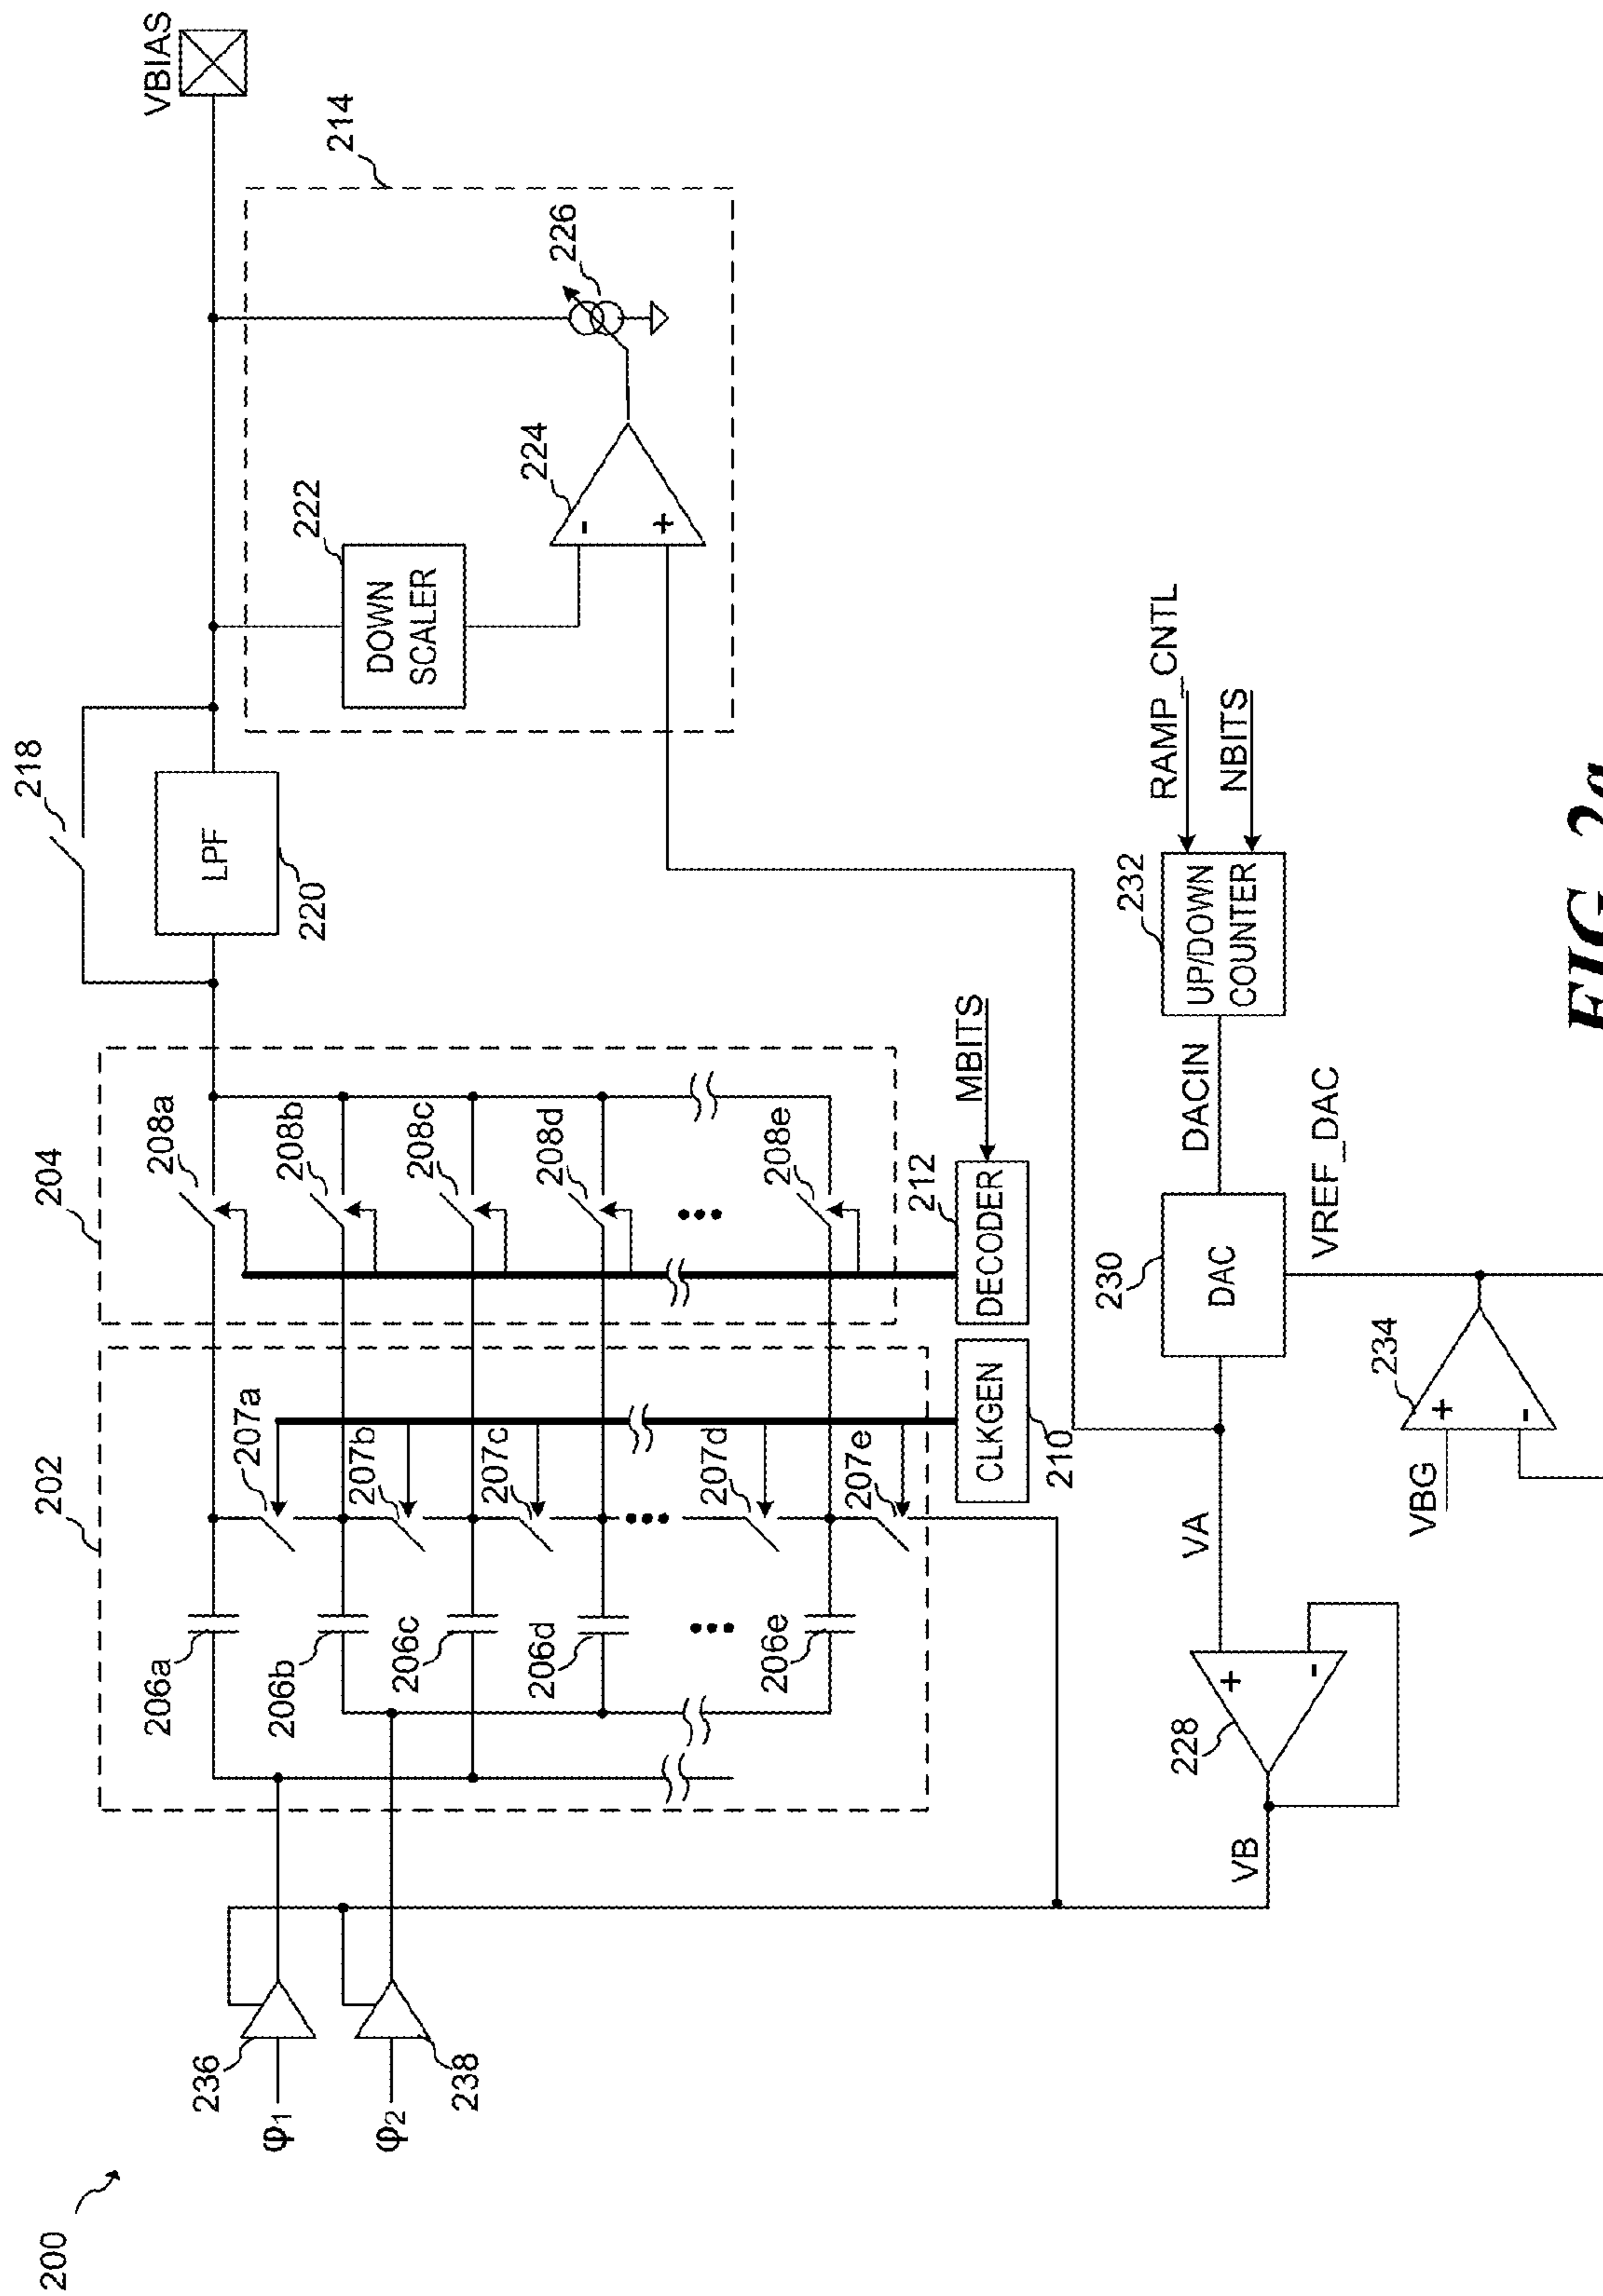 200
236
φ1
φ2
238
202
206a
206b
206c
206d
206e
207a
207b
207c
207d
207e
CLKGEN
210
204
208a
208b
208c
208d
208e
DECODER
212
MBITS
218
LPF
220
VBIAS
214
222
DOWN
SCALER
224
-
+
226
VB
228
+
-
VA
230
DAC
DACIN
232
UP/DOWN
COUNTER
RAMP_CNTL
NBITS
VREF_DAC
234
+
-
VBG
FIG. 2a